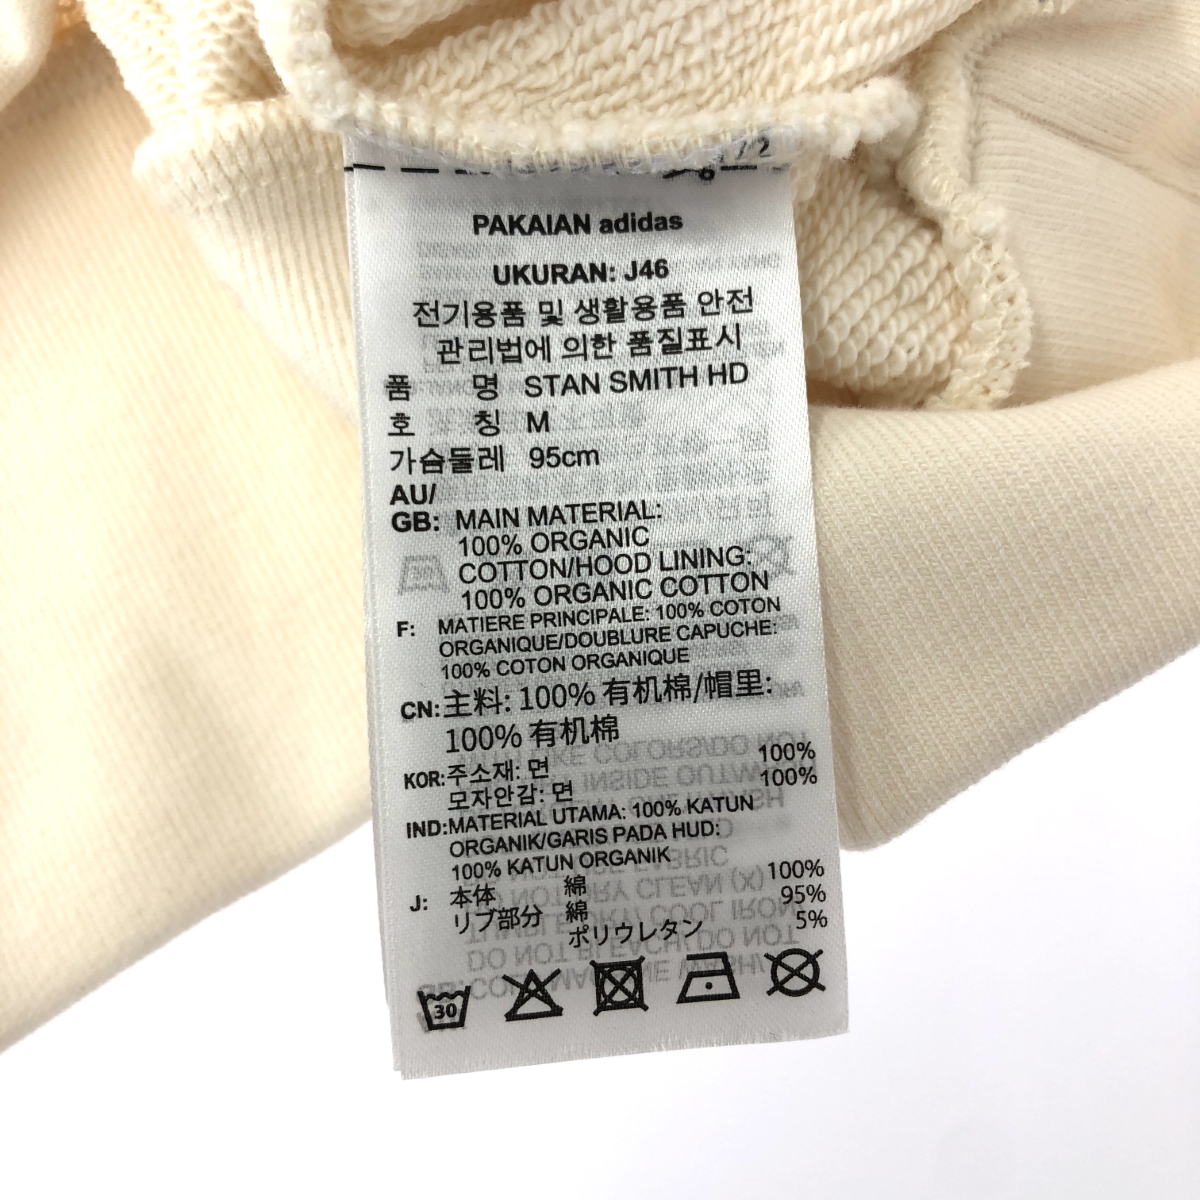 PAKAIAN adidas
UKURAN: J46
전기용품 및 생활용품 안전
관리법에 의한 품질표시
품 명 STAN SMITH HD
호 칭 M
가슴둘레 95cm
AU/
GB: MAIN MATERIAL:
100% ORGANIC
COTTON/HOOD LINING:
100% ORGANIC COTTON
F: MATIERE PRINCIPALE: 100% COTON
ORGANIQUE/DOUBLURE CAPUCHE:
100% COTON ORGANIQUE
CN: 主料: 100% 有机棉/帽里:
100% 有机棉
KOR: 주소재: 면 100%
모자안감: 면 100%
IND: MATERIAL UTAMA: 100% KATUN
ORGANIK/GARIS PADA HUD:
100% KATUN ORGANIK
J: 本体 綿 100%
リブ部分 綿 95%
ポリウレタン 5%
30